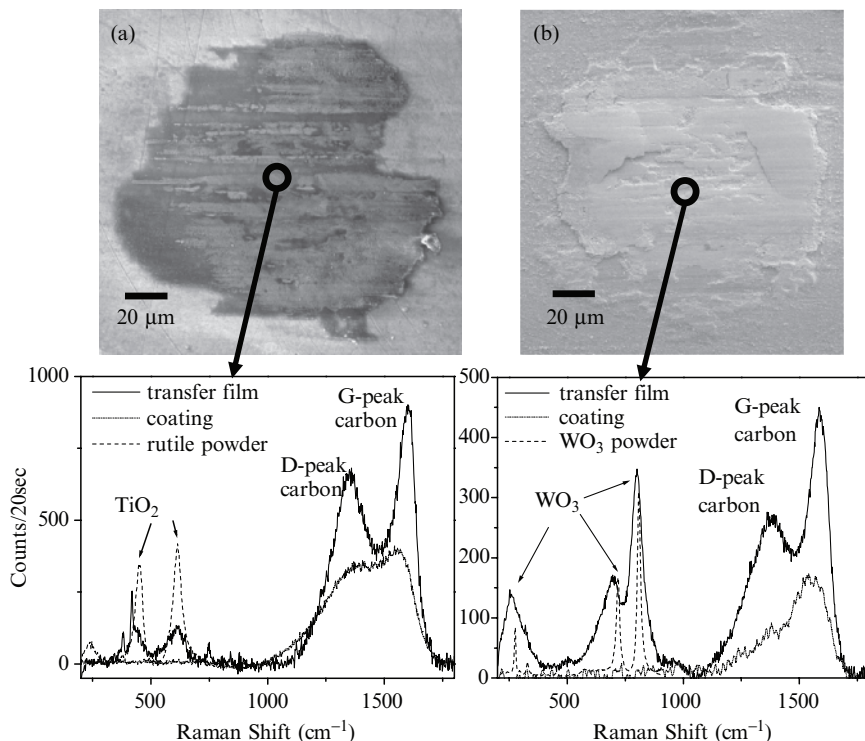 (a)
(b)
20 µm
20 µm
1000
500
0
Counts/20sec
transfer film
coating
rutile powder
G-peak
carbon
D-peak
carbon
TiO2
500
1000
1500
Raman Shift (cm−1)
500
400
300
200
100
0
transfer film
coating
WO3 powder
G-peak
carbon
D-peak
carbon
WO3
500
1000
1500
Raman Shift (cm−1)